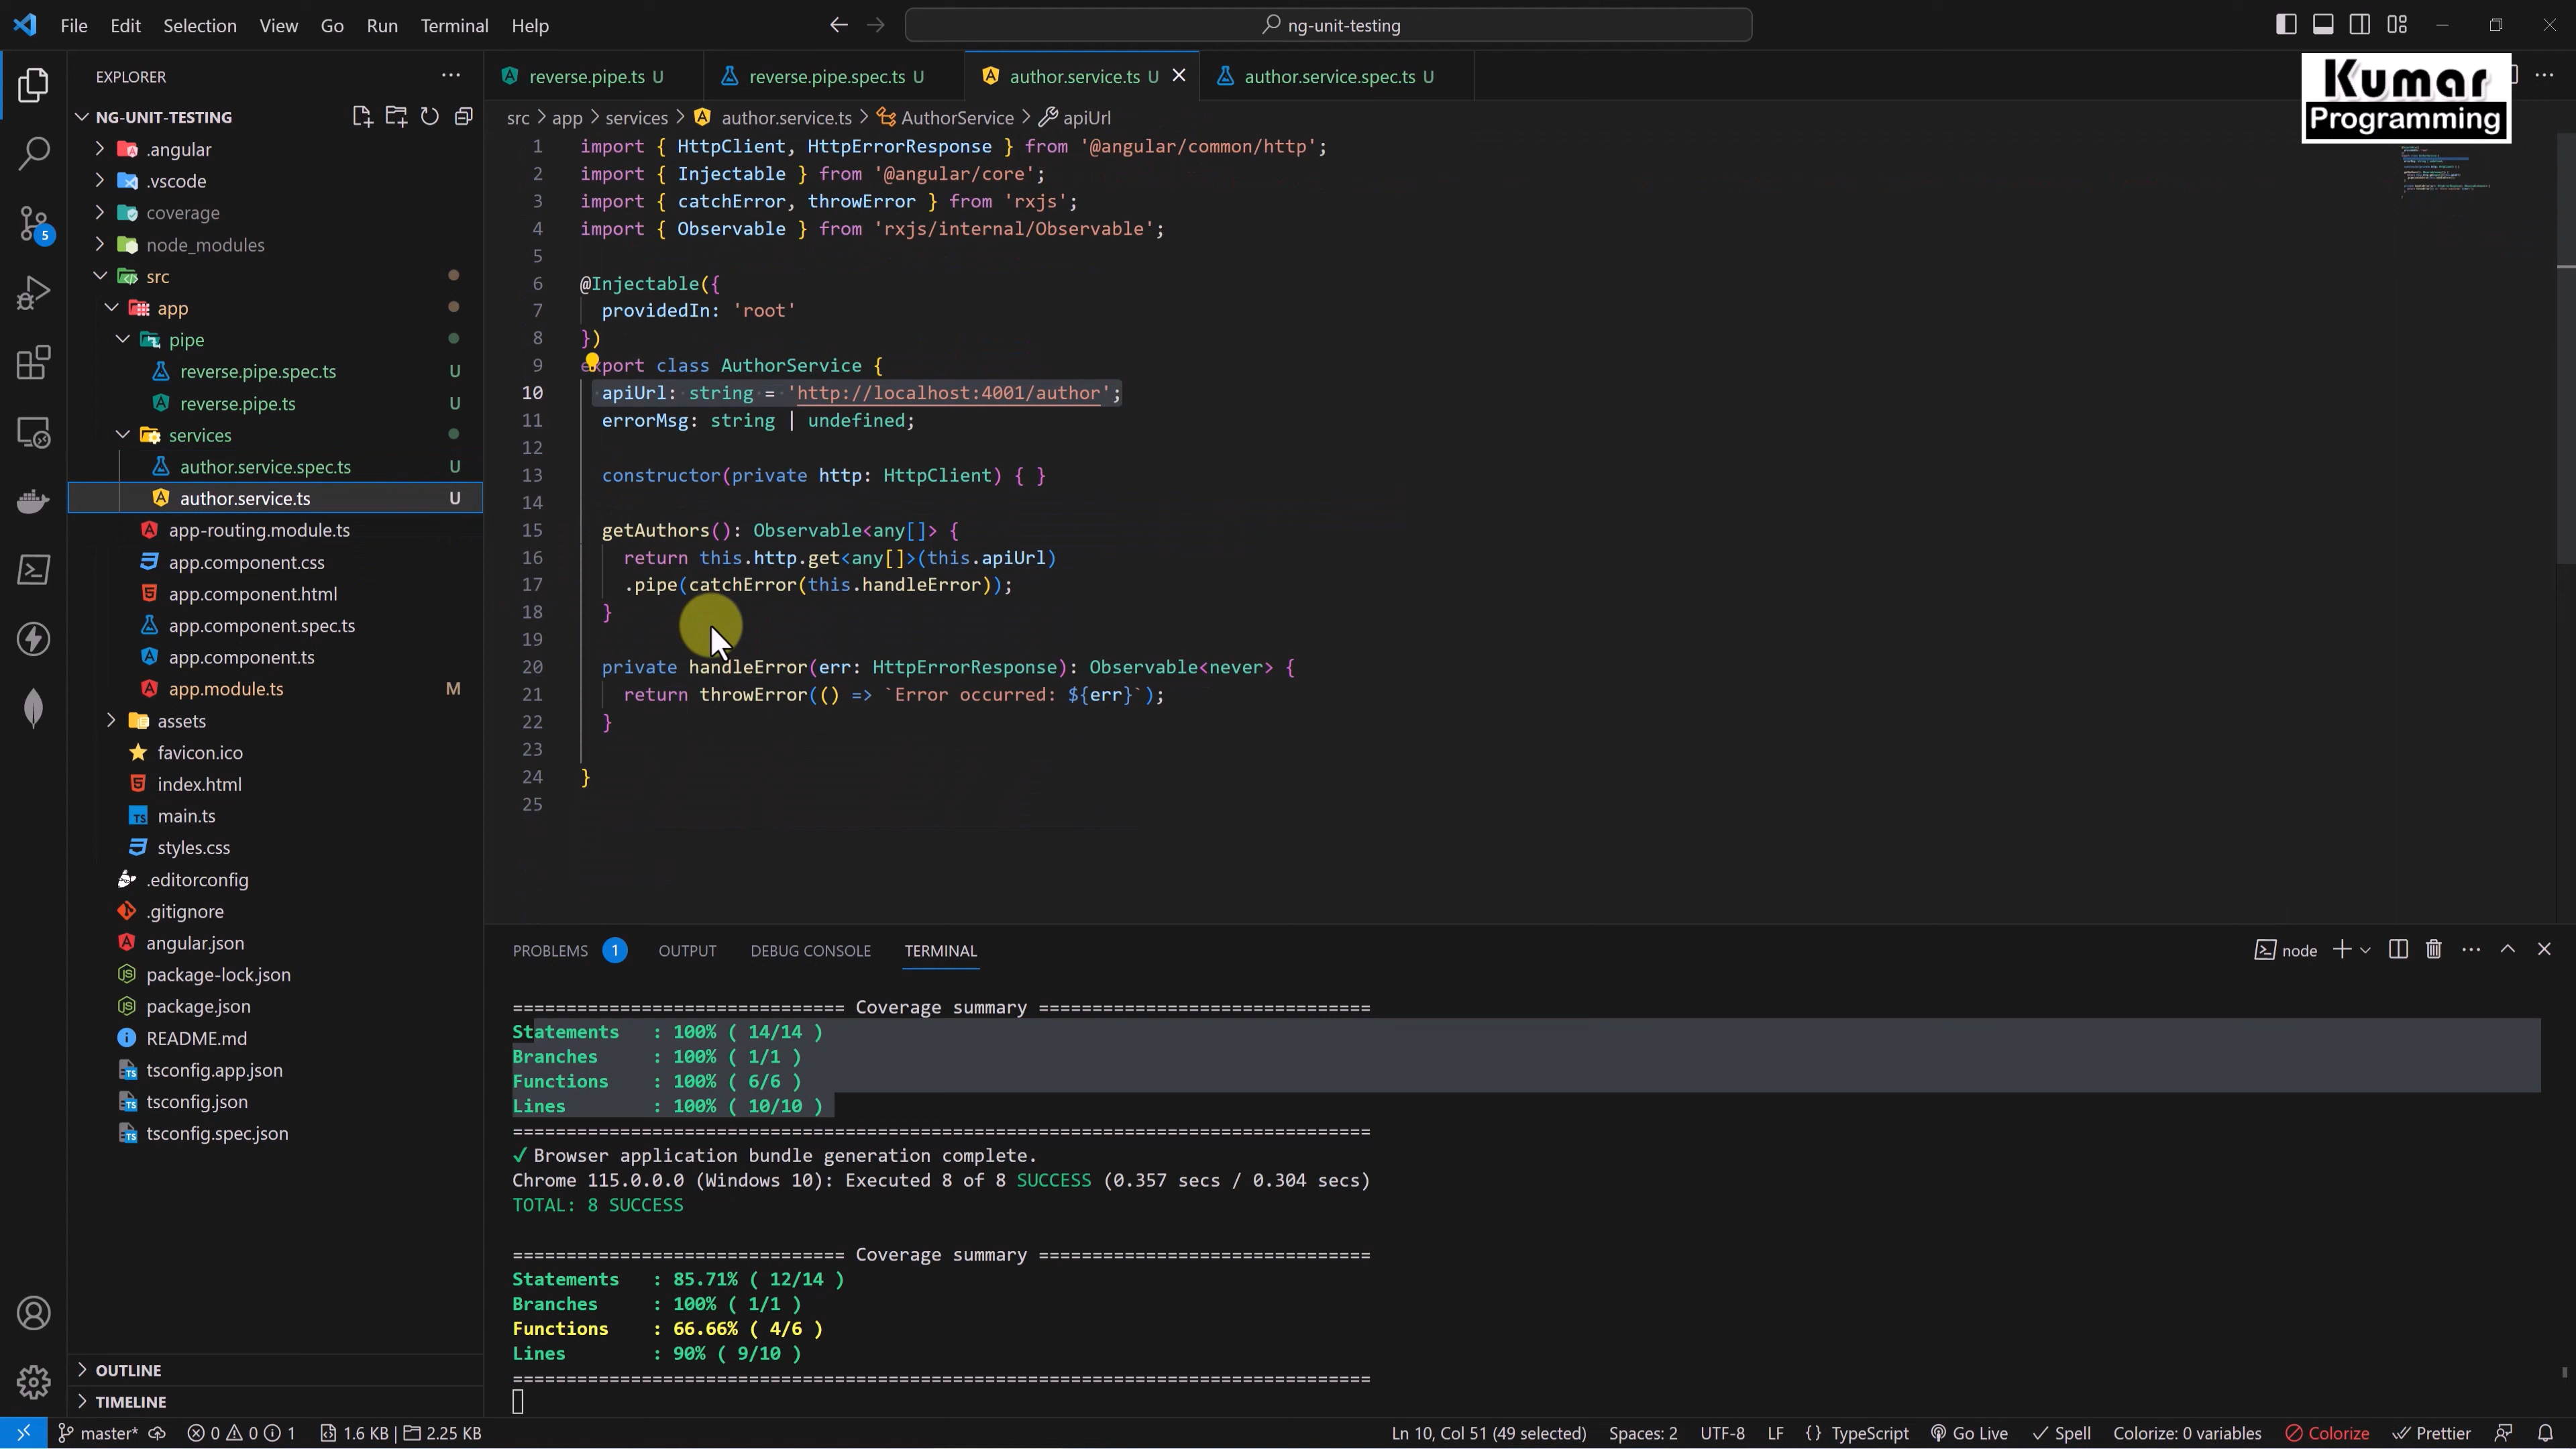 File Edit Selection View Go Run Terminal Help
ng-unit-testing
Kumar
Programming
EXPLORER
NG-UNIT-TESTING
.angular
.vscode
coverage
node_modules
src
app
pipe
reverse.pipe.spec.ts U
reverse.pipe.ts U
services
author.service.spec.ts U
author.service.ts U
app-routing.module.ts
app.component.css
app.component.html
app.component.spec.ts
app.component.ts
app.module.ts M
assets
favicon.ico
index.html
main.ts
styles.css
.editorconfig
.gitignore
angular.json
package-lock.json
package.json
README.md
tsconfig.app.json
tsconfig.json
tsconfig.spec.json
OUTLINE
TIMELINE
5
reverse.pipe.ts U reverse.pipe.spec.ts U author.service.ts U author.service.spec.ts U
src > app > services > author.service.ts > AuthorService > apiUrl
1 import { HttpClient, HttpErrorResponse } from '@angular/common/http';
2 import { Injectable } from '@angular/core';
3 import { catchError, throwError } from 'rxjs';
4 import { Observable } from 'rxjs/internal/Observable';
5
6 @Injectable({
7 providedIn: 'root'
8 })
9 export class AuthorService {
10 apiUrl: string = 'http://localhost:4001/author';
11 errorMsg: string | undefined;
12
13 constructor(private http: HttpClient) { }
14
15 getAuthors(): Observable<any[]> {
16 return this.http.get<any[]>(this.apiUrl)
17 .pipe(catchError(this.handleError));
18 }
19
20 private handleError(err: HttpErrorResponse): Observable<never> {
21 return throwError(() => `Error occurred: ${err}`);
22 }
23
24 }
25
PROBLEMS 1 OUTPUT DEBUG CONSOLE TERMINAL
node
=============================== Coverage summary ===============================
Statements : 100% ( 14/14 )
Branches : 100% ( 1/1 )
Functions : 100% ( 6/6 )
Lines : 100% ( 10/10 )
================================================================================
✓ Browser application bundle generation complete.
Chrome 115.0.0.0 (Windows 10): Executed 8 of 8 SUCCESS (0.357 secs / 0.304 secs)
TOTAL: 8 SUCCESS
=============================== Coverage summary ===============================
Statements : 85.71% ( 12/14 )
Branches : 100% ( 1/1 )
Functions : 66.66% ( 4/6 )
Lines : 90% ( 9/10 )
================================================================================
master* 0 0 1 1.6 KB | 2.25 KB
Ln 10, Col 51 (49 selected) Spaces: 2 UTF-8 LF {} TypeScript Go Live Spell Colorize: 0 variables Colorize Prettier